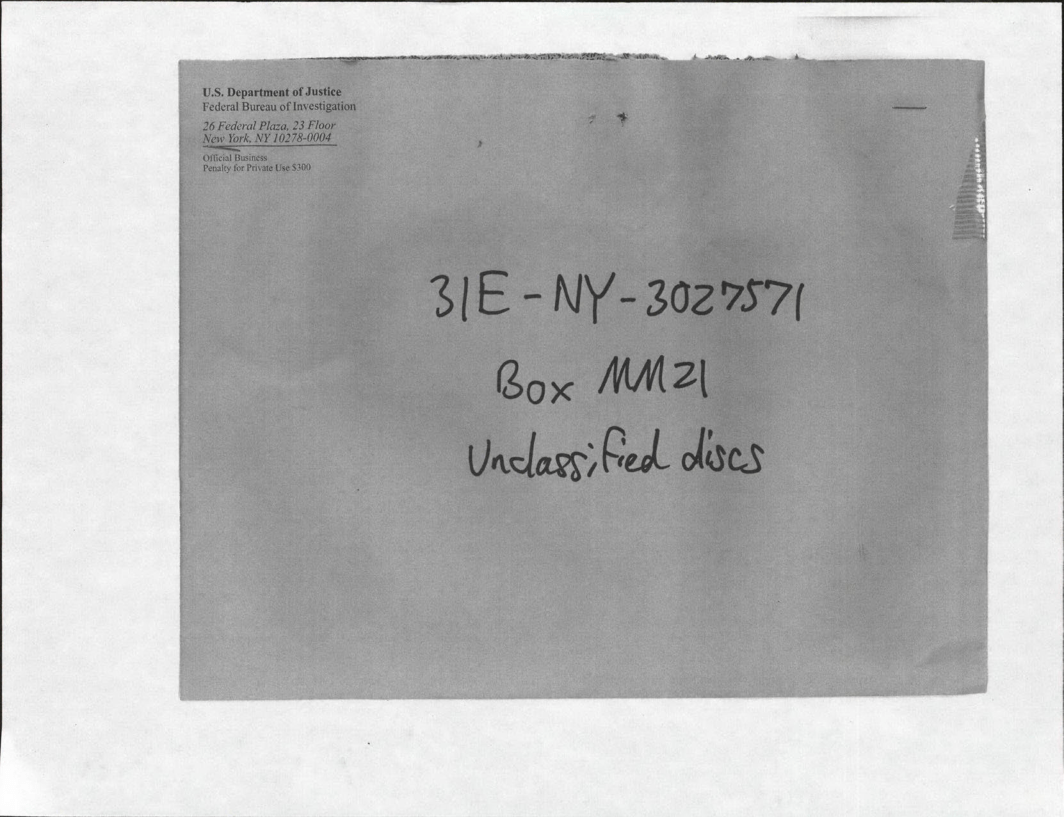 U.S. Department of Justice
Federal Bureau of Investigation
26 Federal Plaza, 23 Floor
New York, NY 10278-0004
Official Business
Penalty for Private Use $300
31E-NY-3027571
Box MM21
Unclassified discs